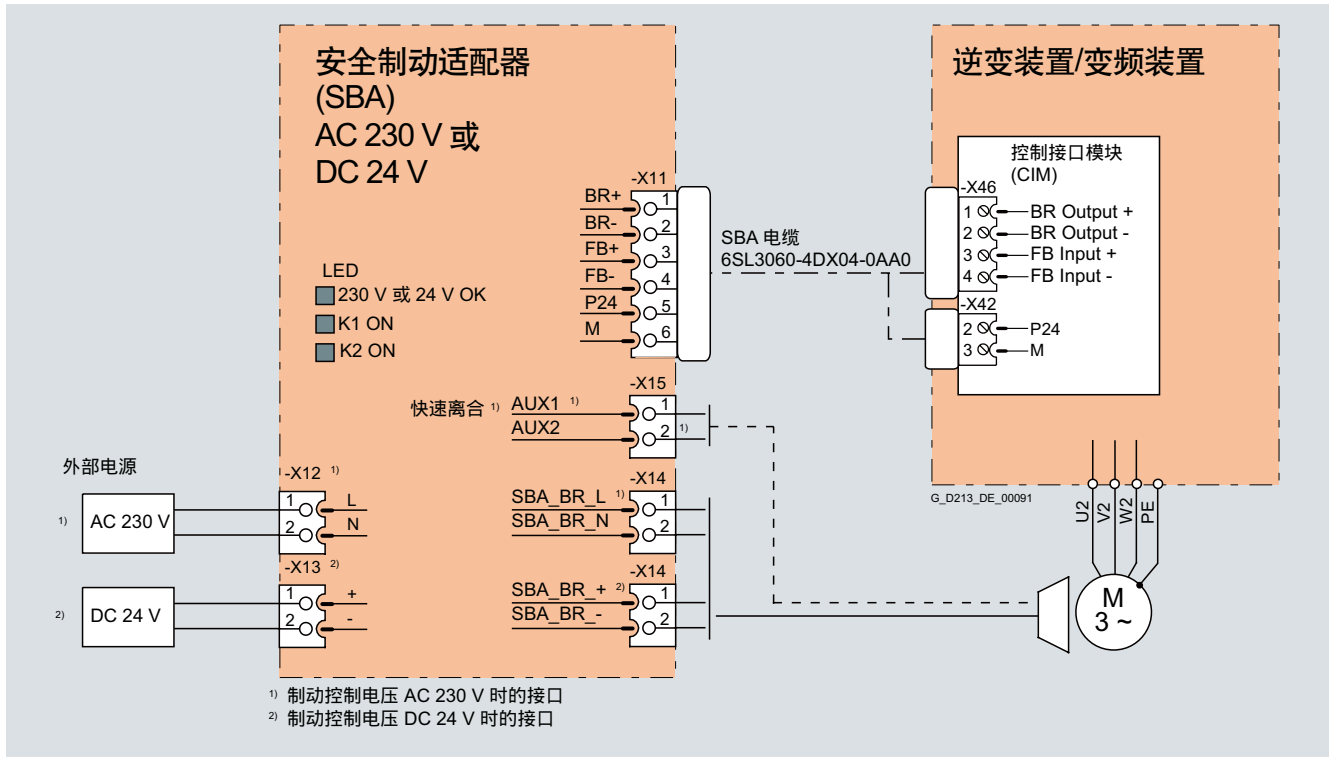 安全制动适配器
(SBA)
AC 230 V 或
DC 24 V
LED
230 V 或 24 V OK
K1 ON
K2 ON
-X11
BR+ 1
BR- 2
FB+ 3
FB- 4
P24 5
M 6
SBA 电缆
6SL3060-4DX04-0AA0
逆变装置/变频装置
控制接口模块
(CIM)
-X46
1 BR Output +
2 BR Output -
3 FB Input +
4 FB Input -
-X42
2 P24
3 M
-X15
快速离合 1) AUX1 1) 1
AUX2 2 1)
外部电源
-X12 1)
1) AC 230 V
1 L
2 N
-X14
SBA_BR_L 1) 1
SBA_BR_N 2
-X13 2)
2) DC 24 V
1 +
2 -
-X14
SBA_BR_+ 2) 1
SBA_BR_- 2
G_D213_DE_00091
U2
V2
W2
PE
M
3 ~
1) 制动控制电压 AC 230 V 时的接口
2) 制动控制电压 DC 24 V 时的接口